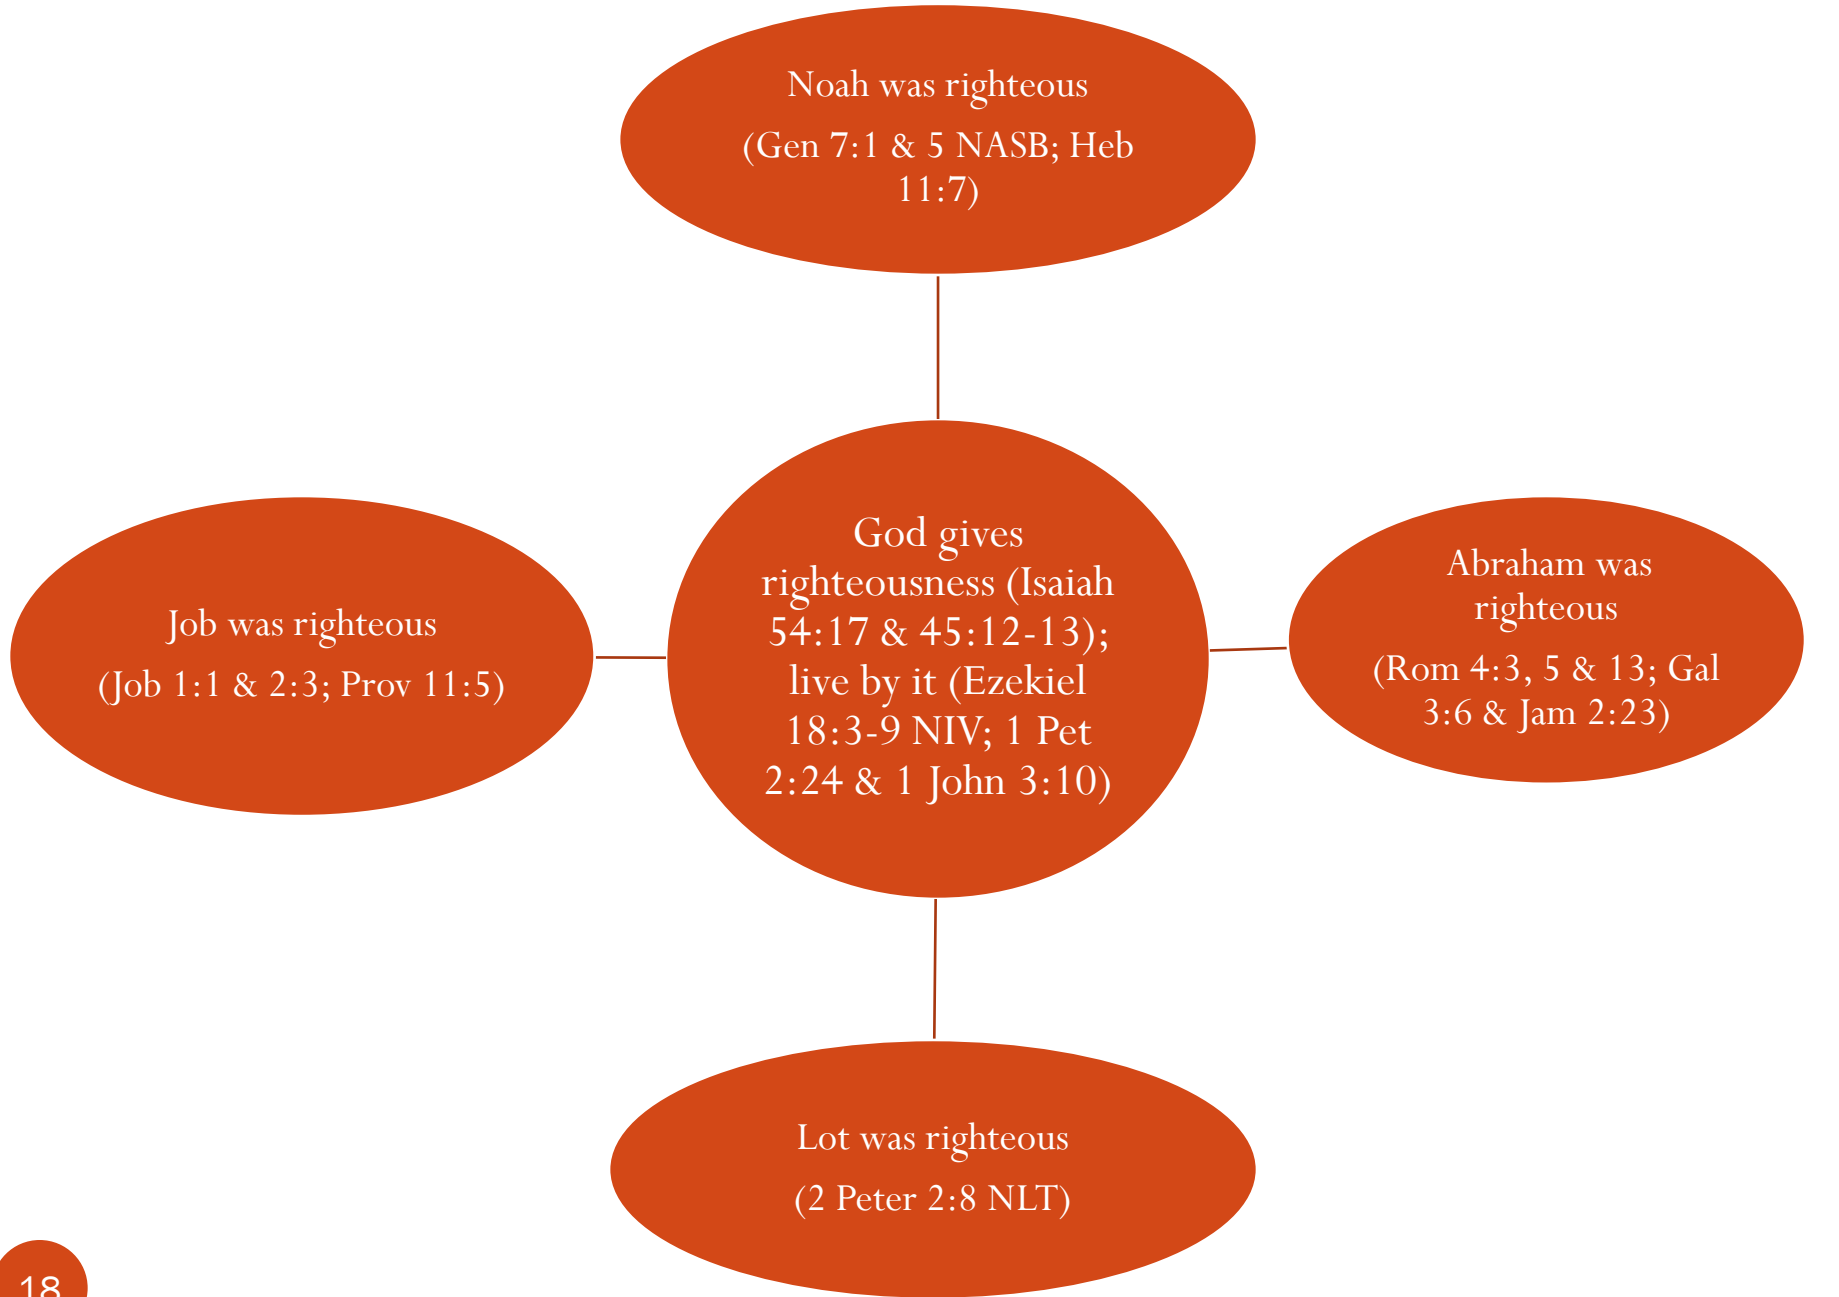 Noah was righteous
(Gen 7:1 & 5 NASB; Heb
11:7)
God gives
righteousness (Isaiah
54:17 & 45:12-13);
live by it (Ezekiel
18:3-9 NIV; 1 Pet
2:24 & 1 John 3:10)
Abraham was
righteous
(Rom 4:3, 5 & 13; Gal
3:6 & Jam 2:23)
Lot was righteous
(2 Peter 2:8 NLT)
Job was righteous
(Job 1:1 & 2:3; Prov 11:5)
18